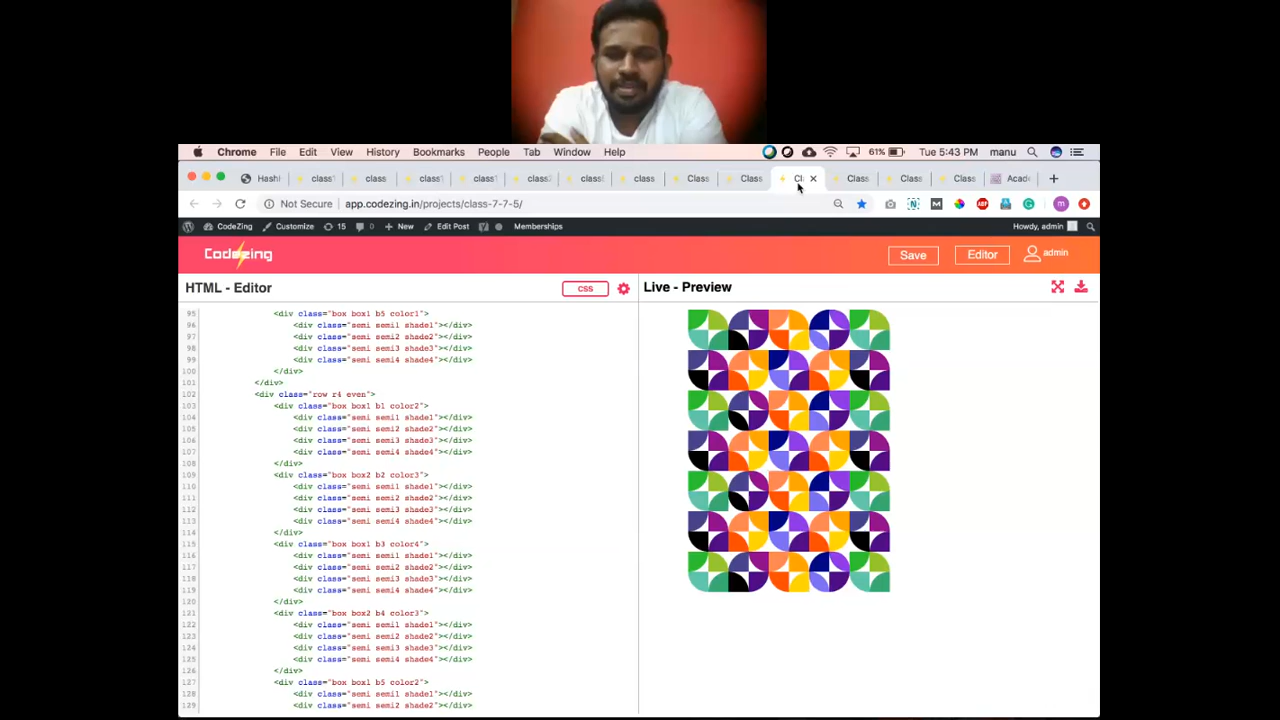 Chrome File Edit View History Bookmarks People Tab Window Help 61% Tue 5:43 PM manu
Hashi class1 class class1 class1 class2 class8 class Class Class Cla Class Class Class Acade
Not Secure app.codezing.in/projects/class-7-7-5/
CodeZing Customize 15 0 New Edit Post Memberships Howdy, admin
CodeZing Save Editor admin
HTML - Editor CSS Live - Preview
95 <div class="box box1 b5 color1">
96 <div class="semi semi1 shade1"></div>
97 <div class="semi semi2 shade2"></div>
98 <div class="semi semi3 shade3"></div>
99 <div class="semi semi4 shade4"></div>
100 </div>
101 </div>
102 <div class="row r4 even">
103 <div class="box box1 b1 color2">
104 <div class="semi semi1 shade1"></div>
105 <div class="semi semi2 shade2"></div>
106 <div class="semi semi3 shade3"></div>
107 <div class="semi semi4 shade4"></div>
108 </div>
109 <div class="box box2 b2 color3">
110 <div class="semi semi1 shade1"></div>
111 <div class="semi semi2 shade2"></div>
112 <div class="semi semi3 shade3"></div>
113 <div class="semi semi4 shade4"></div>
114 </div>
115 <div class="box box1 b3 color4">
116 <div class="semi semi1 shade1"></div>
117 <div class="semi semi2 shade2"></div>
118 <div class="semi semi3 shade3"></div>
119 <div class="semi semi4 shade4"></div>
120 </div>
121 <div class="box box2 b4 color3">
122 <div class="semi semi1 shade1"></div>
123 <div class="semi semi2 shade2"></div>
124 <div class="semi semi3 shade3"></div>
125 <div class="semi semi4 shade4"></div>
126 </div>
127 <div class="box box1 b5 color2">
128 <div class="semi semi1 shade1"></div>
129 <div class="semi semi2 shade2"></div>